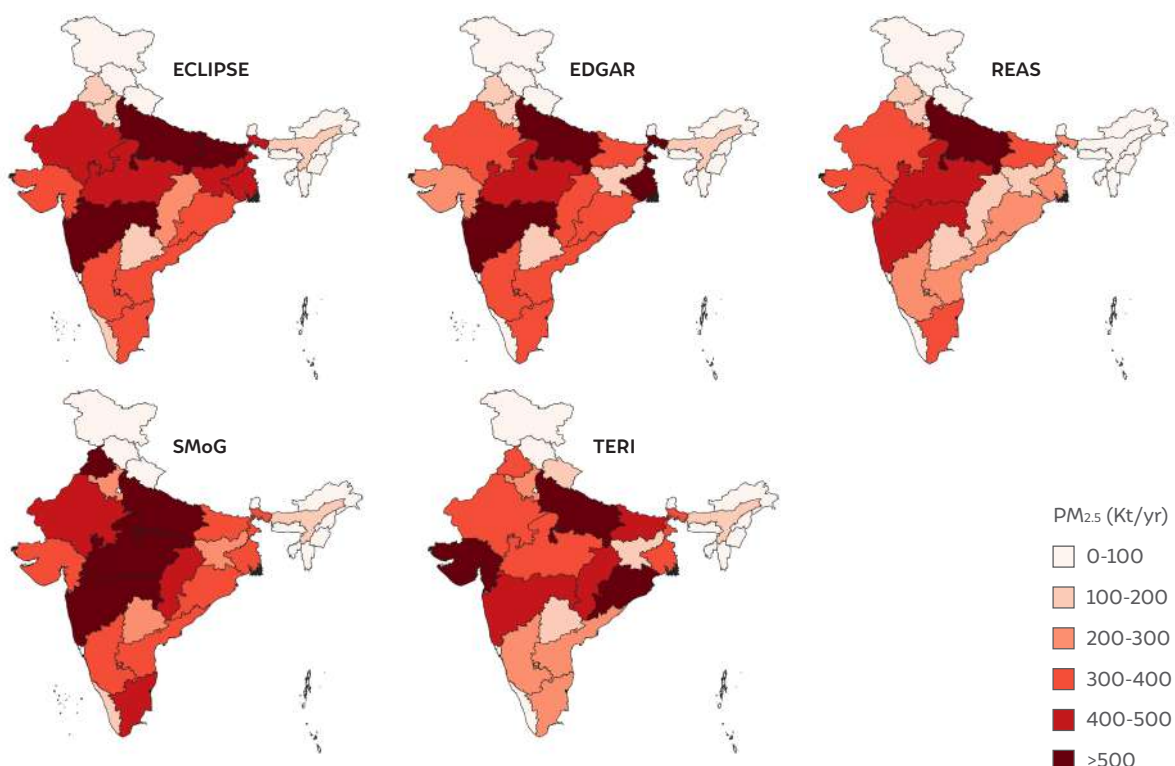 ECLIPSE
EDGAR
REAS
SMoG
TERI
PM2.5 (Kt/yr)
0-100
100-200
200-300
300-400
400-500
>500